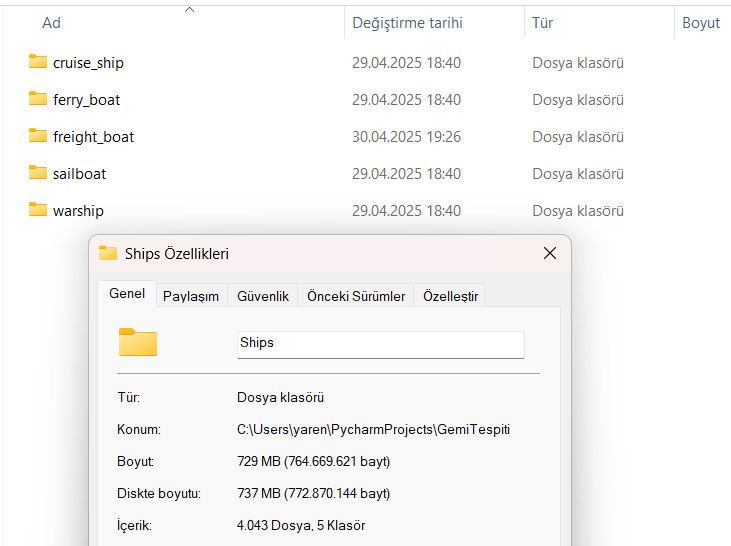 Ad Değiştirme tarihi Tür Boyut
cruise_ship 29.04.2025 18:40 Dosya klasörü
ferry_boat 29.04.2025 18:40 Dosya klasörü
freight_boat 30.04.2025 19:26 Dosya klasörü
sailboat 29.04.2025 18:40 Dosya klasörü
warship 29.04.2025 18:40 Dosya klasörü
Ships Özellikleri
Genel Paylaşım Güvenlik Önceki Sürümler Özelleştir
Ships
Tür: Dosya klasörü
Konum: C:\Users\yaren\PycharmProjects\GemiTespiti
Boyut: 729 MB (764.669.621 bayt)
Diskte boyutu: 737 MB (772.870.144 bayt)
İçerik: 4.043 Dosya, 5 Klasör